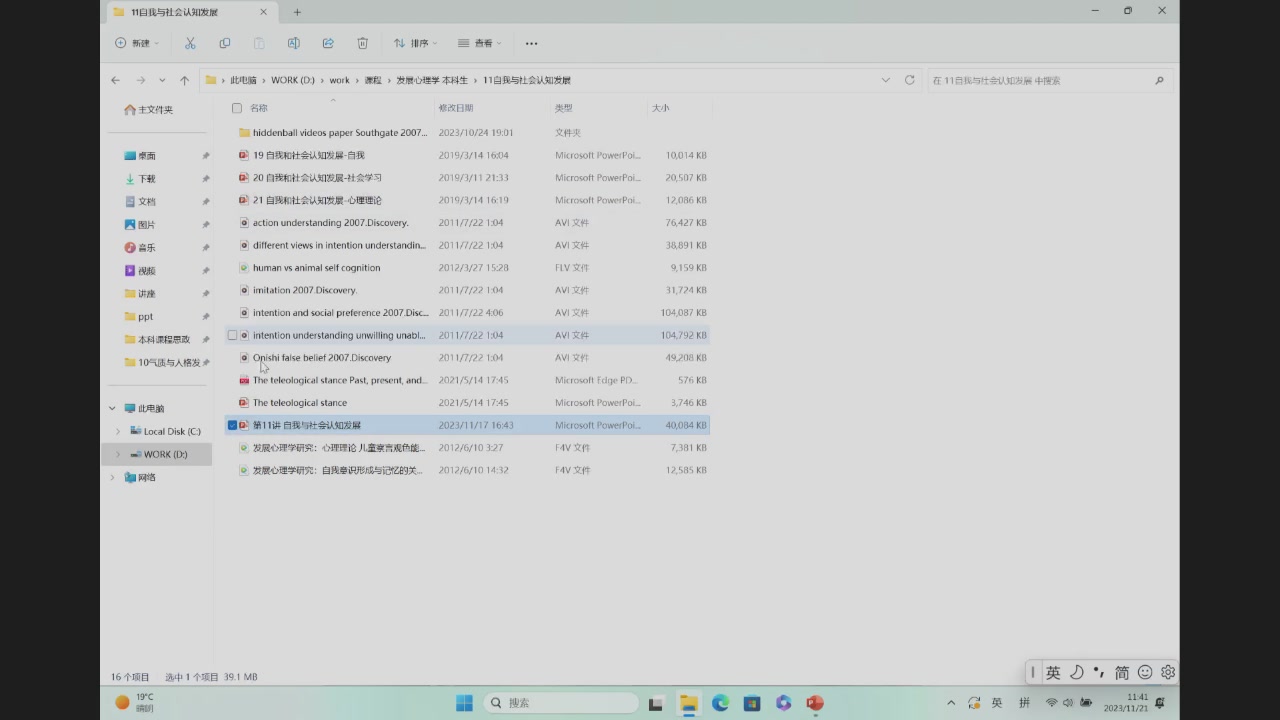 11自我与社会认知发展
新建
排序
查看
此电脑 › WORK (D:) › work › 课程 › 发展心理学 本科生 › 11自我与社会认知发展
在 11自我与社会认知发展 中搜索
主文件夹
桌面
下载
文档
图片
音乐
视频
讲座
ppt
本科课程思政
10气质与人格发
此电脑
Local Disk (C:)
WORK (D:)
网络
名称 修改日期 类型 大小
hiddenball videos paper Southgate 2007... 2023/10/24 19:01 文件夹
19 自我和社会认知发展-自我 2019/3/14 16:04 Microsoft PowerPoi... 10,014 KB
20 自我和社会认知发展-社会学习 2019/3/11 21:33 Microsoft PowerPoi... 20,507 KB
21 自我和社会认知发展-心理理论 2019/3/14 16:19 Microsoft PowerPoi... 12,086 KB
action understanding 2007.Discovery. 2011/7/22 1:04 AVI 文件 76,427 KB
different views in intention understandin... 2011/7/22 1:04 AVI 文件 38,891 KB
human vs animal self cognition 2012/3/27 15:28 FLV 文件 9,159 KB
imitation 2007.Discovery. 2011/7/22 1:04 AVI 文件 31,724 KB
intention and social preference 2007.Disc... 2011/7/22 4:06 AVI 文件 104,087 KB
intention understanding unwilling unabl... 2011/7/22 1:04 AVI 文件 104,792 KB
Onishi false belief 2007.Discovery 2011/7/22 1:04 AVI 文件 49,208 KB
The teleological stance Past, present, and... 2021/5/14 17:45 Microsoft Edge PD... 576 KB
The teleological stance 2021/5/14 17:45 Microsoft PowerPoi... 3,746 KB
第11讲 自我与社会认知发展 2023/11/17 16:43 Microsoft PowerPoi... 40,084 KB
发展心理学研究：心理理论 儿童察言观色能... 2012/6/10 3:27 F4V 文件 7,381 KB
发展心理学研究：自我意识形成与记忆的关... 2012/6/10 14:32 F4V 文件 12,585 KB
16 个项目 选中 1 个项目 39.1 MB
英 简
19°C
晴朗
搜索
英 拼
11:41
2023/11/21